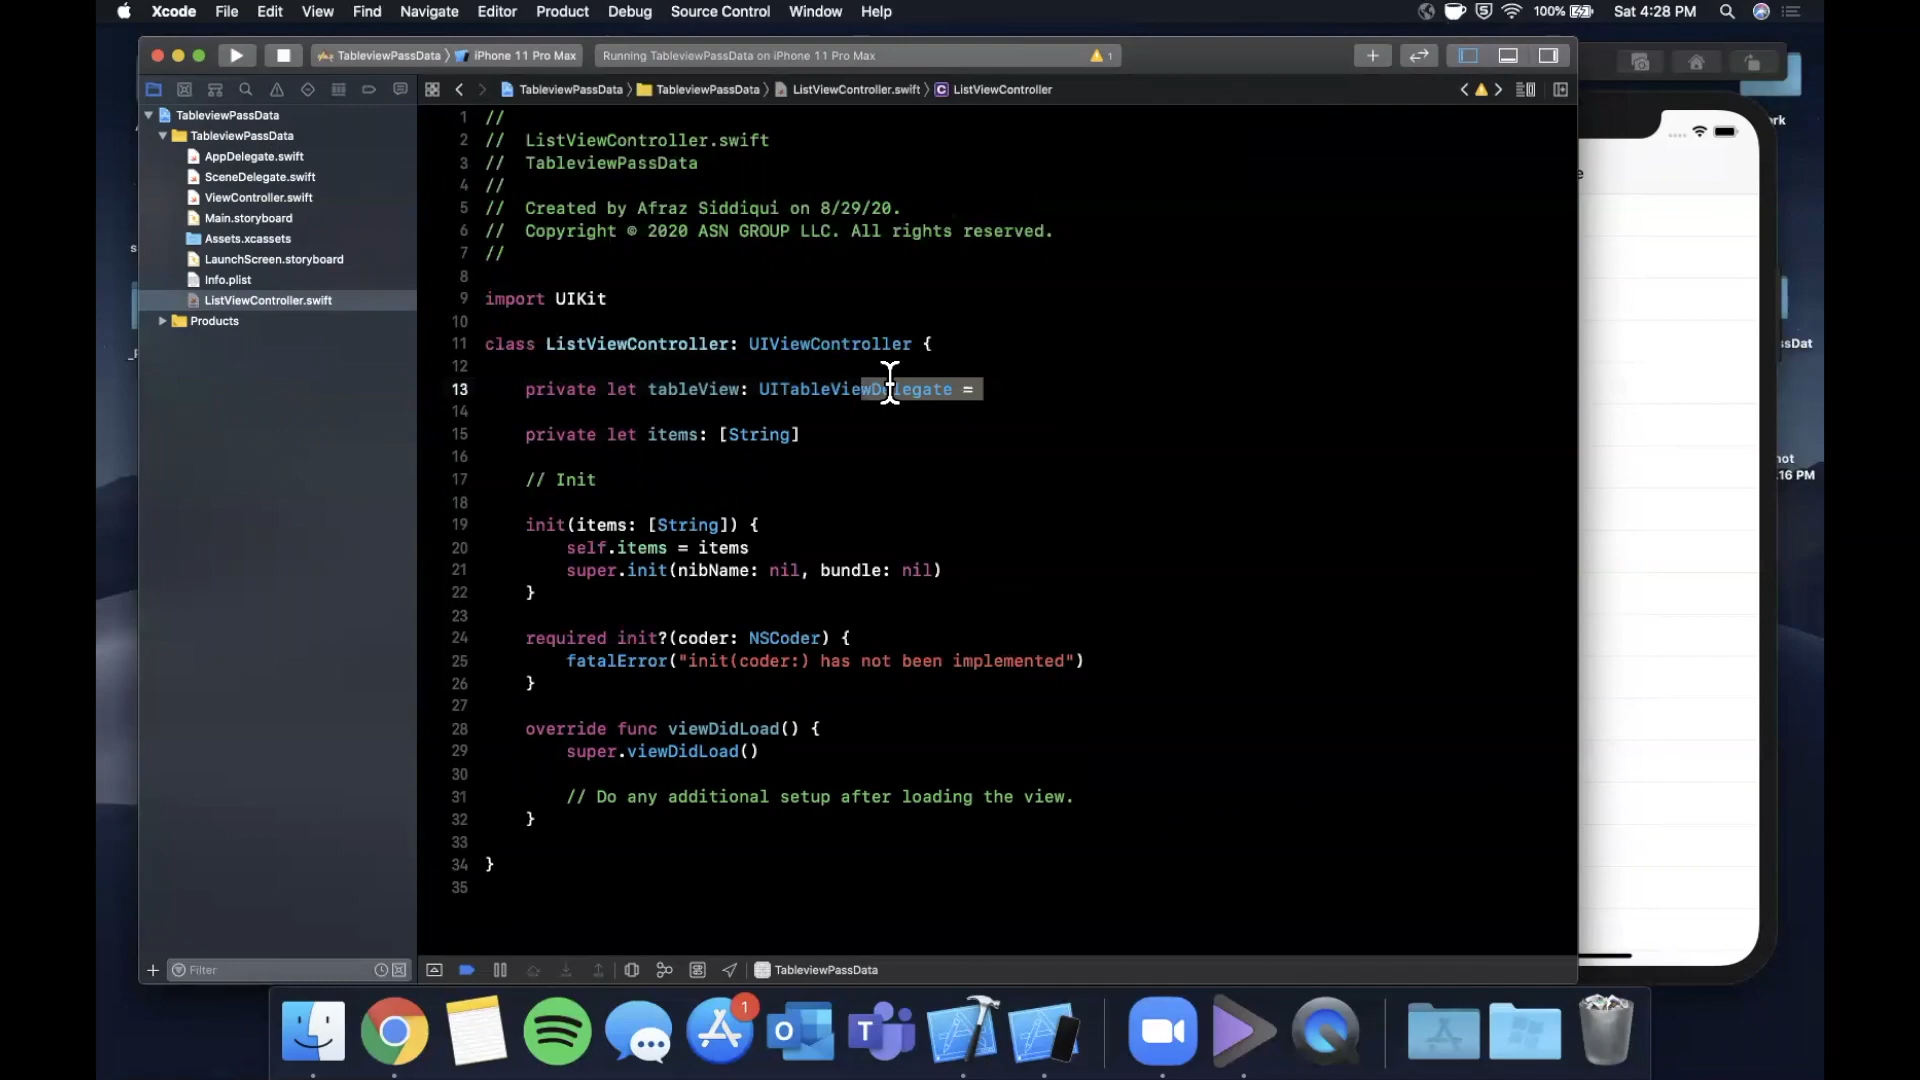 Xcode File Edit View Find Navigate Editor Product Debug Source Control Window Help 100% Sat 4:28 PM
TableviewPassData iPhone 11 Pro Max Running TableviewPassData on iPhone 11 Pro Max 1
TableviewPassData TableviewPassData ListViewController.swift C ListViewController
TableviewPassData
TableviewPassData
AppDelegate.swift
SceneDelegate.swift
ViewController.swift
Main.storyboard
Assets.xcassets
LaunchScreen.storyboard
Info.plist
ListViewController.swift
Products
1 //
2 // ListViewController.swift
3 // TableviewPassData
4 //
5 // Created by Afraz Siddiqui on 8/29/20.
6 // Copyright © 2020 ASN GROUP LLC. All rights reserved.
7 //
8
9 import UIKit
10
11 class ListViewController: UIViewController {
12
13 private let tableView: UITableViewDelegate =
14
15 private let items: [String]
16
17 // Init
18
19 init(items: [String]) {
20 self.items = items
21 super.init(nibName: nil, bundle: nil)
22 }
23
24 required init?(coder: NSCoder) {
25 fatalError("init(coder:) has not been implemented")
26 }
27
28 override func viewDidLoad() {
29 super.viewDidLoad()
30
31 // Do any additional setup after loading the view.
32 }
33
34 }
35
Filter
TableviewPassData
rk
e
sDat
ot
.16 PM
1